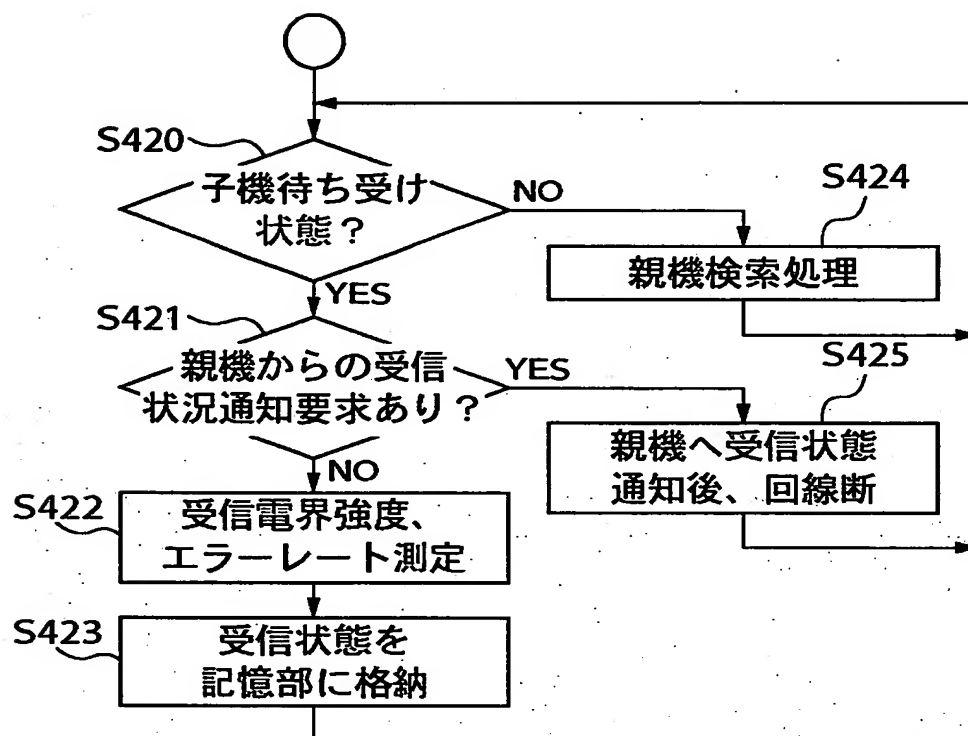 S420
子機待ち受け
状態？
NO
S424
親機検索処理
YES
S421
親機からの受信
状況通知要求あり？
YES
S425
親機へ受信状態
通知後、回線断
NO
S422
受信電界強度、
エラーレート測定
S423
受信状態を
記憶部に格納